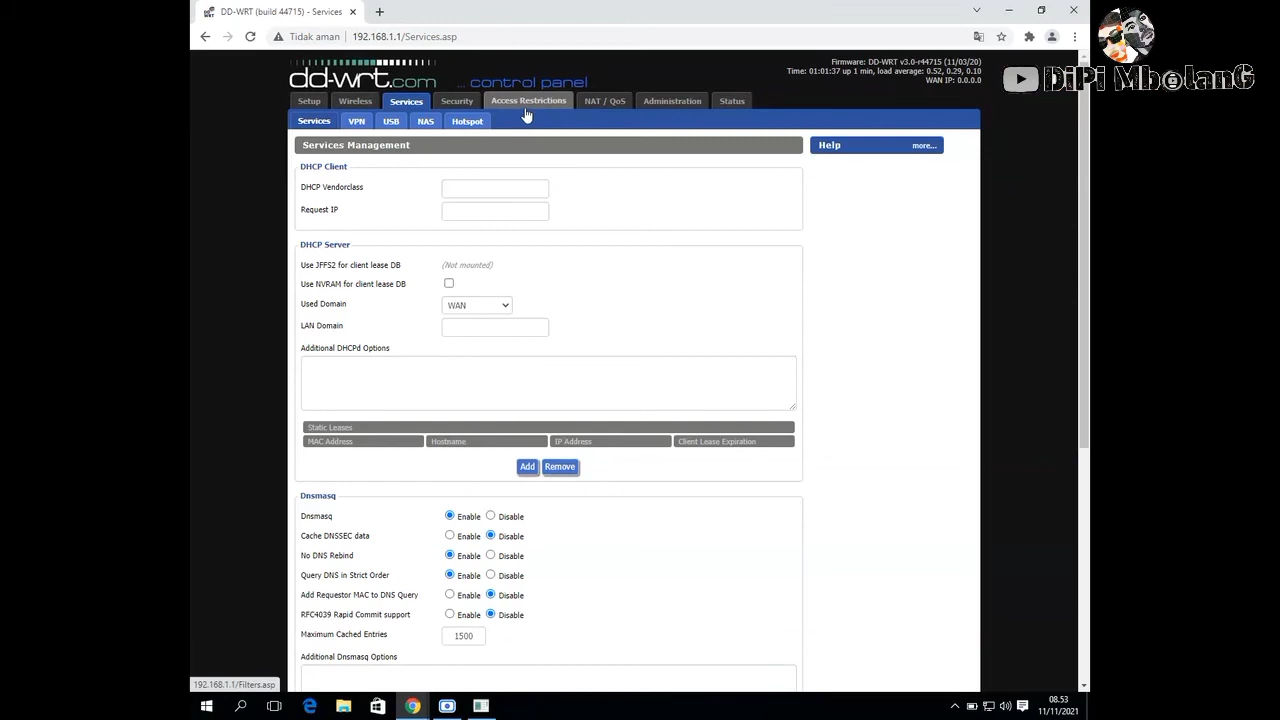 DD-WRT (build 44715) - Services
Tidak aman
192.168.1.1/Services.asp
dd-wrt.com
... control panel
Firmware: DD-WRT v3.0-r44715 (11/03/20)
Time: 01:01:37 up 1 min, load average: 0.52, 0.29, 0.10
WAN IP: 0.0.0.0
DiPi MbolanG
Setup Wireless Services Security Access Restrictions NAT / QoS Administration Status
Services VPN USB NAS Hotspot
Services Management
Help more...
DHCP Client
DHCP Vendorclass
Request IP
DHCP Server
Use JFFS2 for client lease DB (Not mounted)
Use NVRAM for client lease DB
Used Domain WAN
LAN Domain
Additional DHCPd Options
Static Leases
MAC Address Hostname IP Address Client Lease Expiration
Add Remove
Dnsmasq
Dnsmasq Enable Disable
Cache DNSSEC data Enable Disable
No DNS Rebind Enable Disable
Query DNS in Strict Order Enable Disable
Add Requestor MAC to DNS Query Enable Disable
RFC4039 Rapid Commit support Enable Disable
Maximum Cached Entries 1500
Additional Dnsmasq Options
192.168.1.1/Filters.asp
08.53
11/11/2021